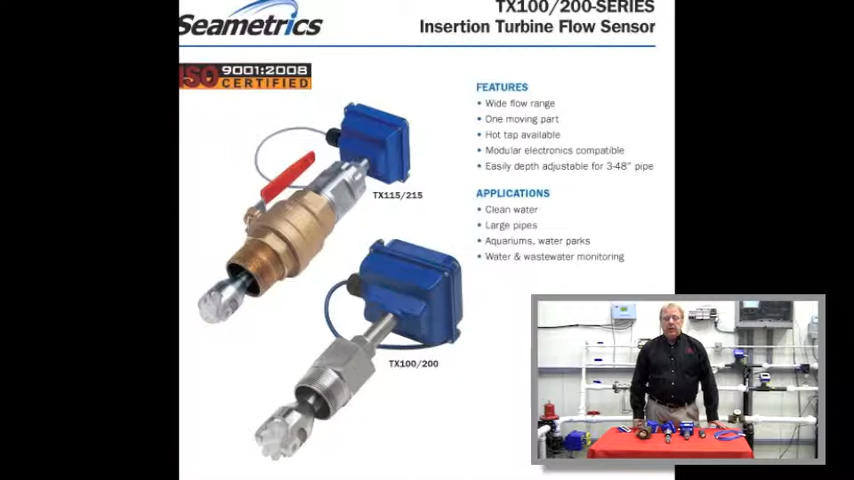 Seametrics
TX100/200-SERIES
Insertion Turbine Flow Sensor
ISO 9001:2008
CERTIFIED
FEATURES
• Wide flow range
• One moving part
• Hot tap available
• Modular electronics compatible
• Easily depth adjustable for 3-48" pipe
TX115/215
APPLICATIONS
• Clean water
• Large pipes
• Aquariums, water parks
• Water & wastewater monitoring
TX100/200